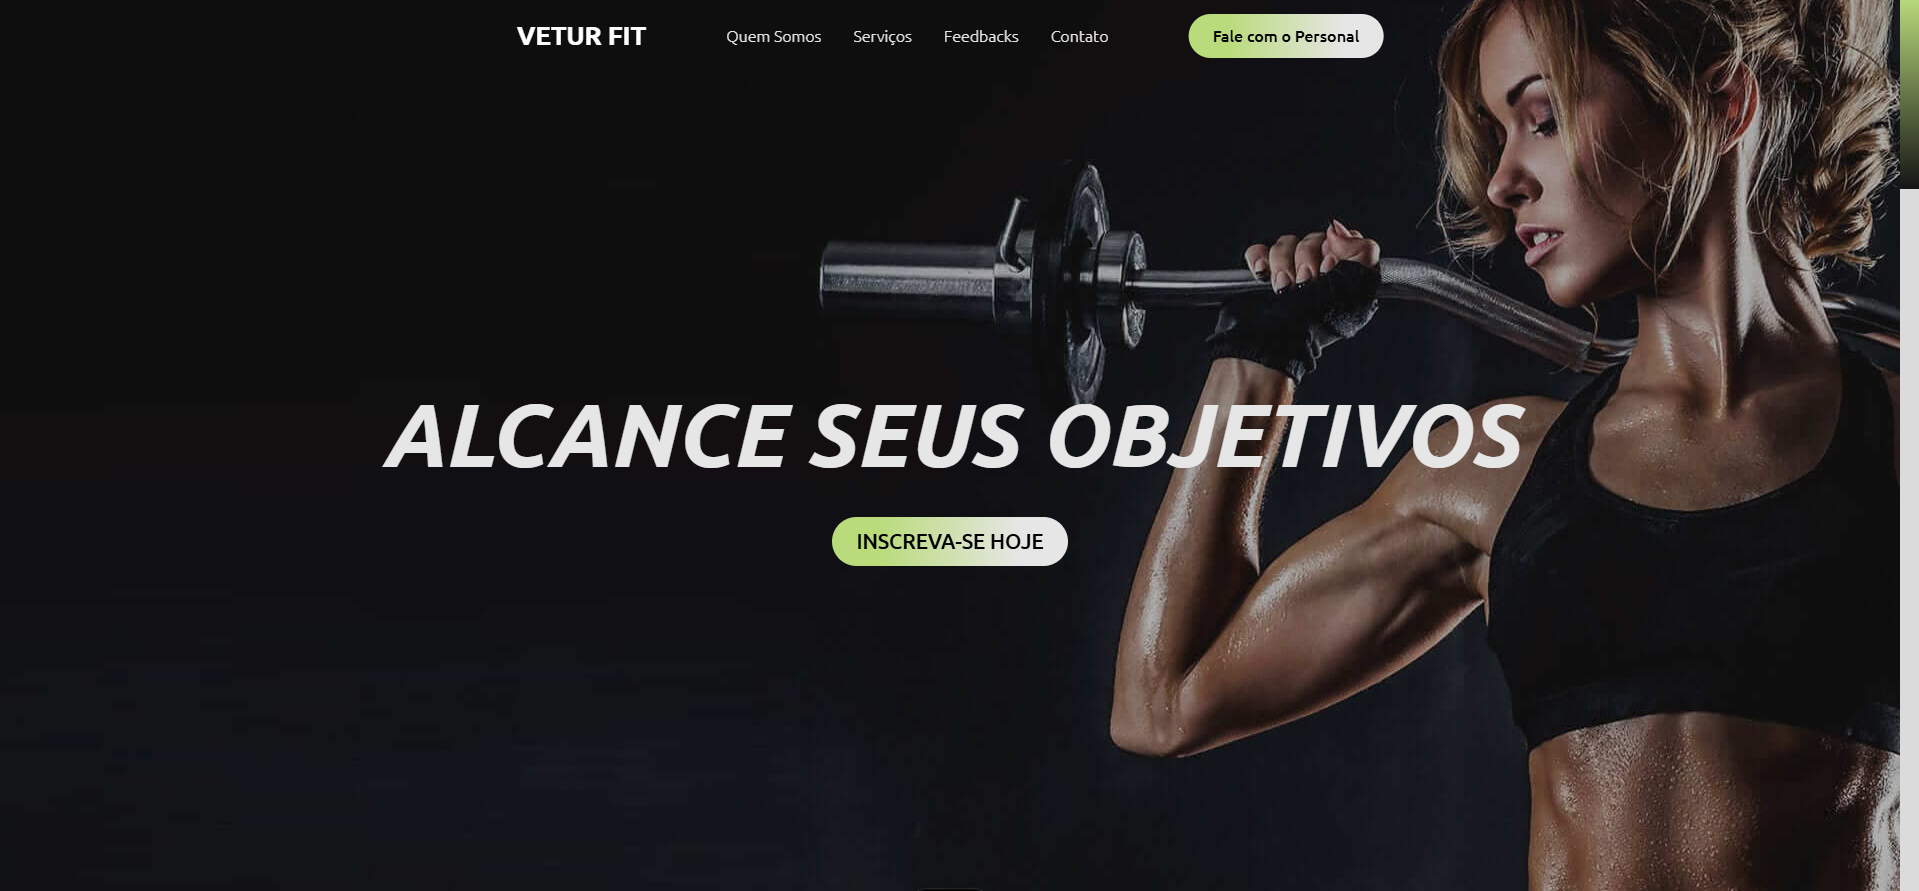 VETUR FIT
Quem Somos
Serviços
Feedbacks
Contato
Fale com o Personal
ALCANCE SEUS OBJETIVOS
INSCREVA-SE HOJE